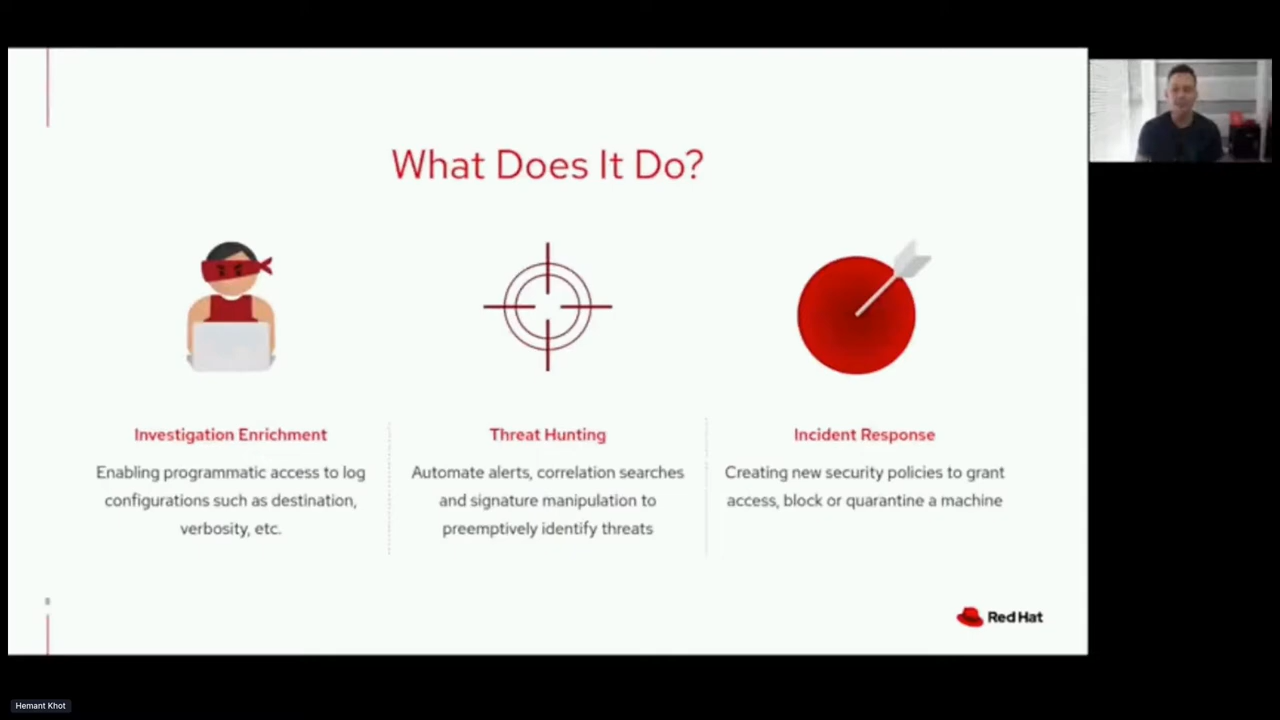 What Does It Do?
Investigation Enrichment
Enabling programmatic access to log
configurations such as destination,
verbosity, etc.
Threat Hunting
Automate alerts, correlation searches
and signature manipulation to
preemptively identify threats
Incident Response
Creating new security policies to grant
access, block or quarantine a machine
Red Hat
Hemant Khot